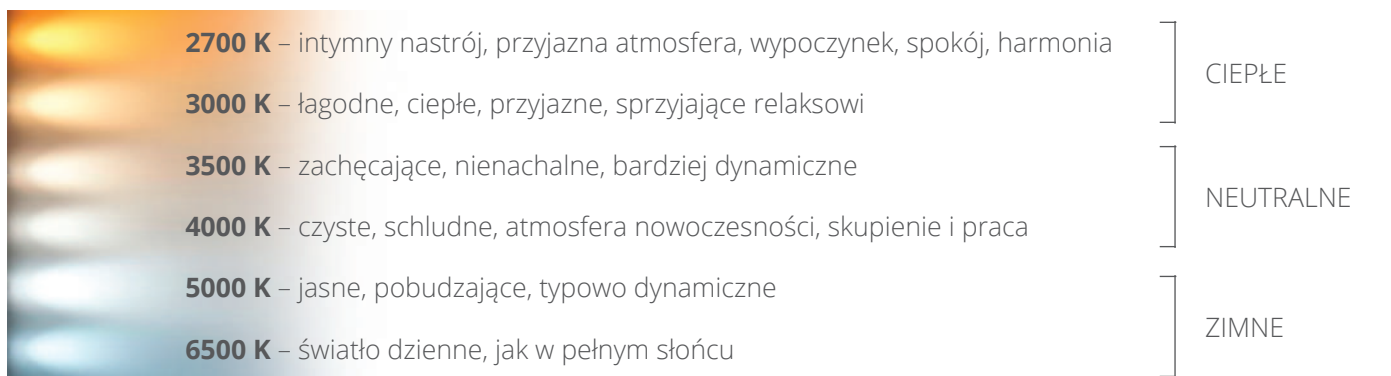 2700 K – intymny nastrój, przyjazna atmosfera, wypoczynek, spokój, harmonia
3000 K – łagodne, ciepłe, przyjazne, sprzyjające relaksowi
CIEPŁE
3500 K – zachęcające, nienachalne, bardziej dynamiczne
4000 K – czyste, schludne, atmosfera nowoczesności, skupienie i praca
NEUTRALNE
5000 K – jasne, pobudzające, typowo dynamiczne
6500 K – światło dzienne, jak w pełnym słońcu
ZIMNE